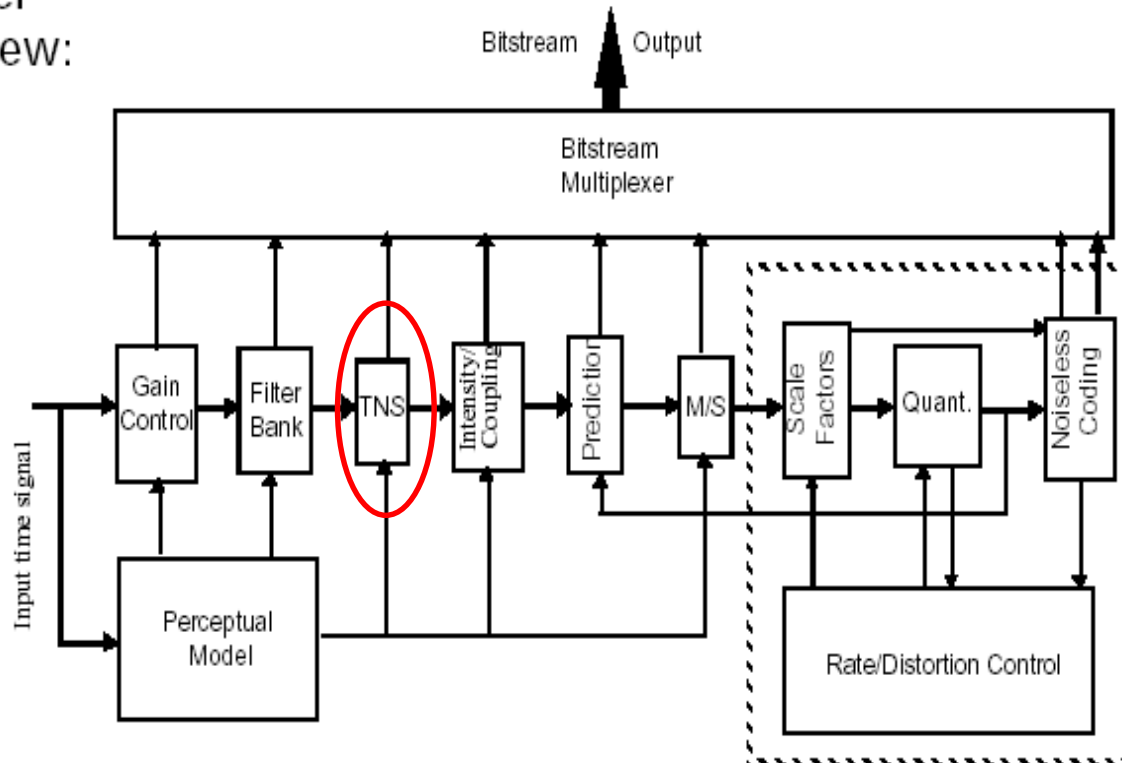 ew:
Bitstream Output
Bitstream
Multiplexer
Gain
Control
Filter
Bank
TNS
Intensity/
Coupling
Prediction
M/S
Scale
Factors
Quant.
Noiseless
Coding
Input time signal
Perceptual
Model
Rate/Distortion Control